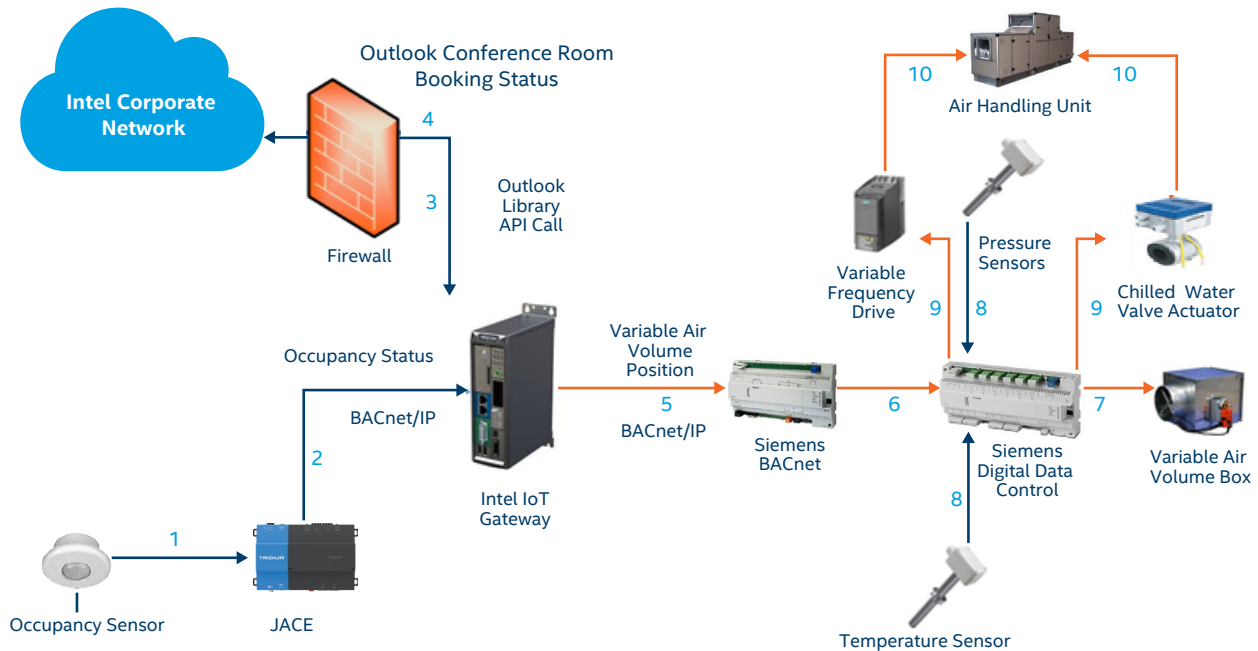 Intel Corporate
Network
Outlook Conference Room
Booking Status
4
3
Outlook
Library
API Call
Firewall
10
10
Air Handling Unit
Variable
Frequency
Drive
Pressure
Sensors
Chilled Water
Valve Actuator
9
8
9
Occupancy Status
BACnet/IP
2
Intel IoT
Gateway
Variable Air
Volume
Position
5
BACnet/IP
Siemens
BACnet
6
Siemens
Digital Data
Control
7
Variable Air
Volume Box
8
Temperature Sensor
1
Occupancy Sensor
TRIDIUM
JACE